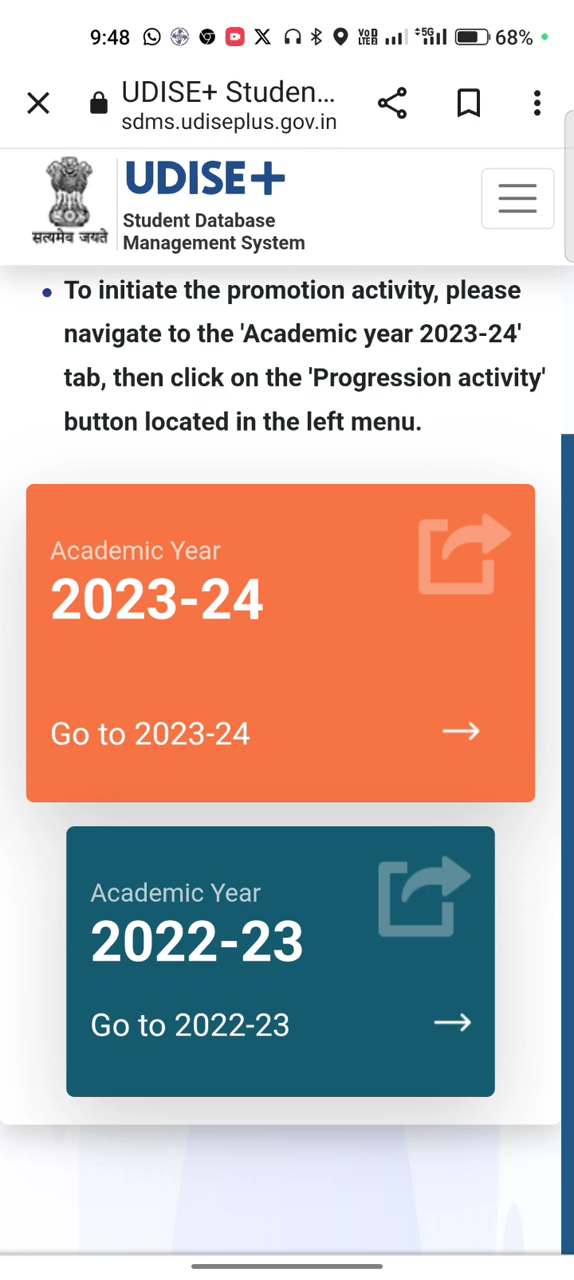 9:48
VoD
LTE2
5G
68%
UDISE+ Studen...
sdms.udiseplus.gov.in
UDISE+
Student Database
Management System
सत्यमेव जयते
To initiate the promotion activity, please
navigate to the 'Academic year 2023-24'
tab, then click on the 'Progression activity'
button located in the left menu.
Academic Year
2023-24
Go to 2023-24
Academic Year
2022-23
Go to 2022-23